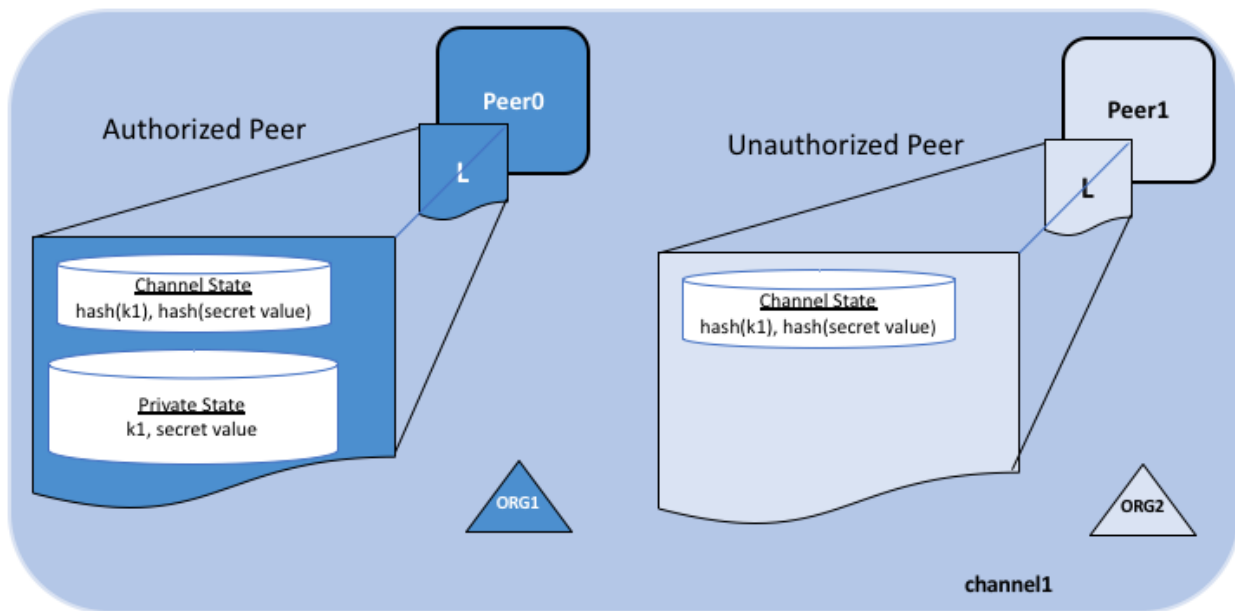 Authorized Peer
Peer0
L
Channel State
hash(k1), hash(secret value)
Private State
k1, secret value
ORG1
Unauthorized Peer
Peer1
L
Channel State
hash(k1), hash(secret value)
ORG2
channel1